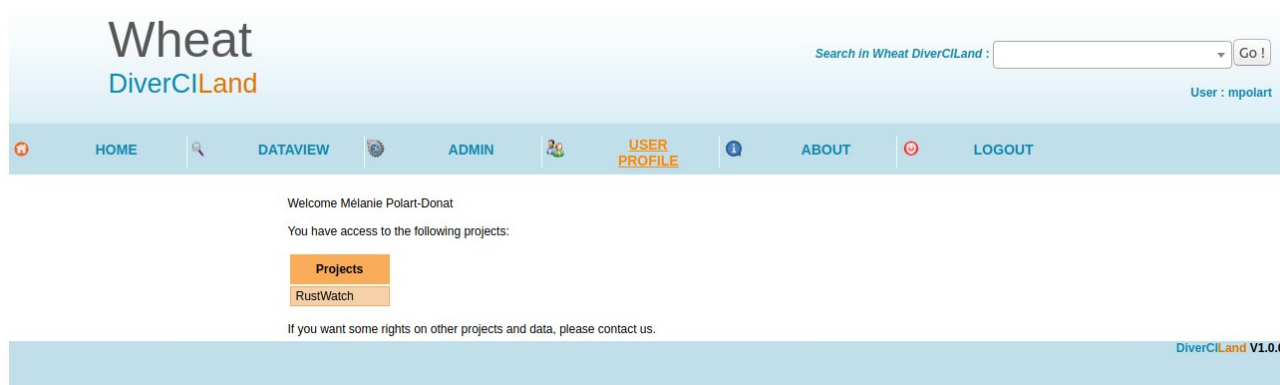 Wheat
DiverCILand
Search in Wheat DiverCILand :
Go !
User : mpolart
HOME
DATAVIEW
ADMIN
USER
PROFILE
ABOUT
LOGOUT
Welcome Mélanie Polart-Donat
You have access to the following projects:
Projects
RustWatch
If you want some rights on other projects and data, please contact us.
DiverCILand V1.0.